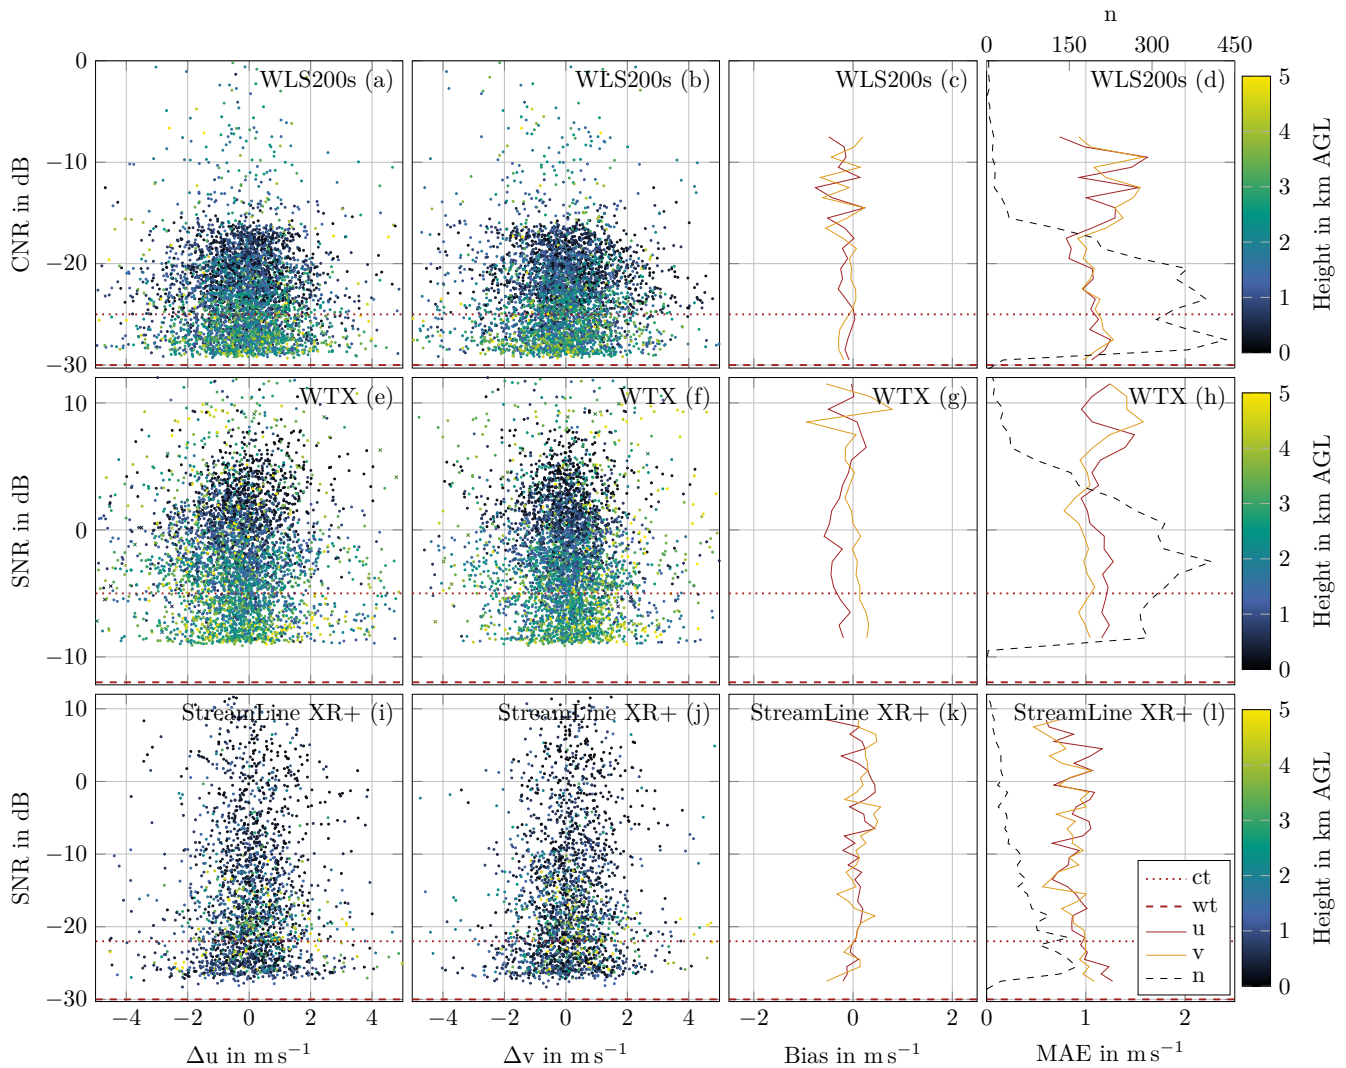 n
0 150 300 450
WLS200s (a)
WLS200s (b)
WLS200s (c)
WLS200s (d)
0
−10
−20
−30
CNR in dB
5
4
3
2
1
0
Height in km AGL
WTX (e)
WTX (f)
WTX (g)
WTX (h)
10
0
−10
SNR in dB
5
4
3
2
1
0
Height in km AGL
StreamLine XR+ (i)
StreamLine XR+ (j)
StreamLine XR+ (k)
StreamLine XR+ (l)
10
0
−10
−20
−30
SNR in dB
ct
wt
u
v
n
5
4
3
2
1
0
Height in km AGL
−4 −2 0 2 4
−4 −2 0 2 4
−2 0 2
0 1 2
Δu in m s⁻¹
Δv in m s⁻¹
Bias in m s⁻¹
MAE in m s⁻¹